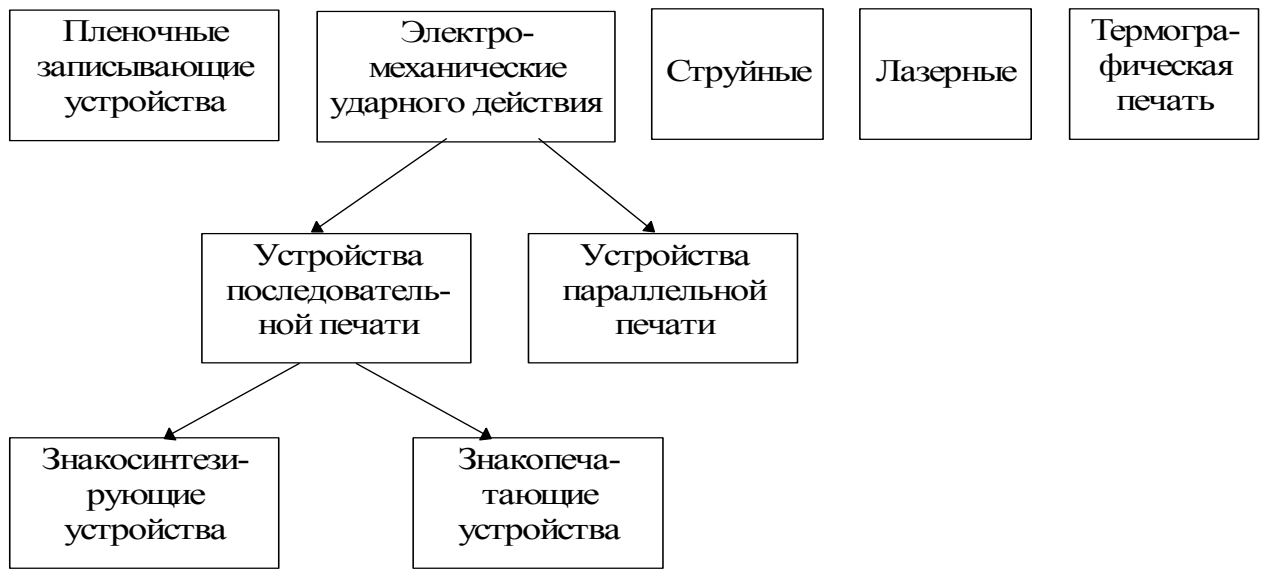 Пленочные
записывающие
устройства
Электро-
механические
ударного действия
Струйные
Лазерные
Термогра-
фическая
печать
Устройства
последователь-
ной печати
Устройства
параллельной
печати
Знакосинтези-
рующие
устройства
Знакопеча-
тающие
устройства